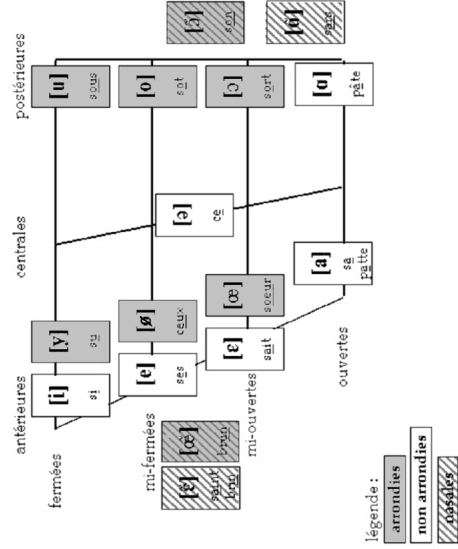 antérieures centrales postérieures
fermées
[i]
si
[y]
su
[u]
sous
mi-fermées
[e]
ses
[ø]
ceux
[ə]
ce
[o]
sot
[ɛ̃]
saint
brin
[œ̃]
brun
[ɔ̃]
son
mi-ouvertes
[ɛ]
sait
[œ]
soeur
[ɔ]
sort
[ɑ̃]
sans
ouvertes
[a]
sa
patte
[ɑ]
pâte
légende :
arrondies
non arrondies
nasales